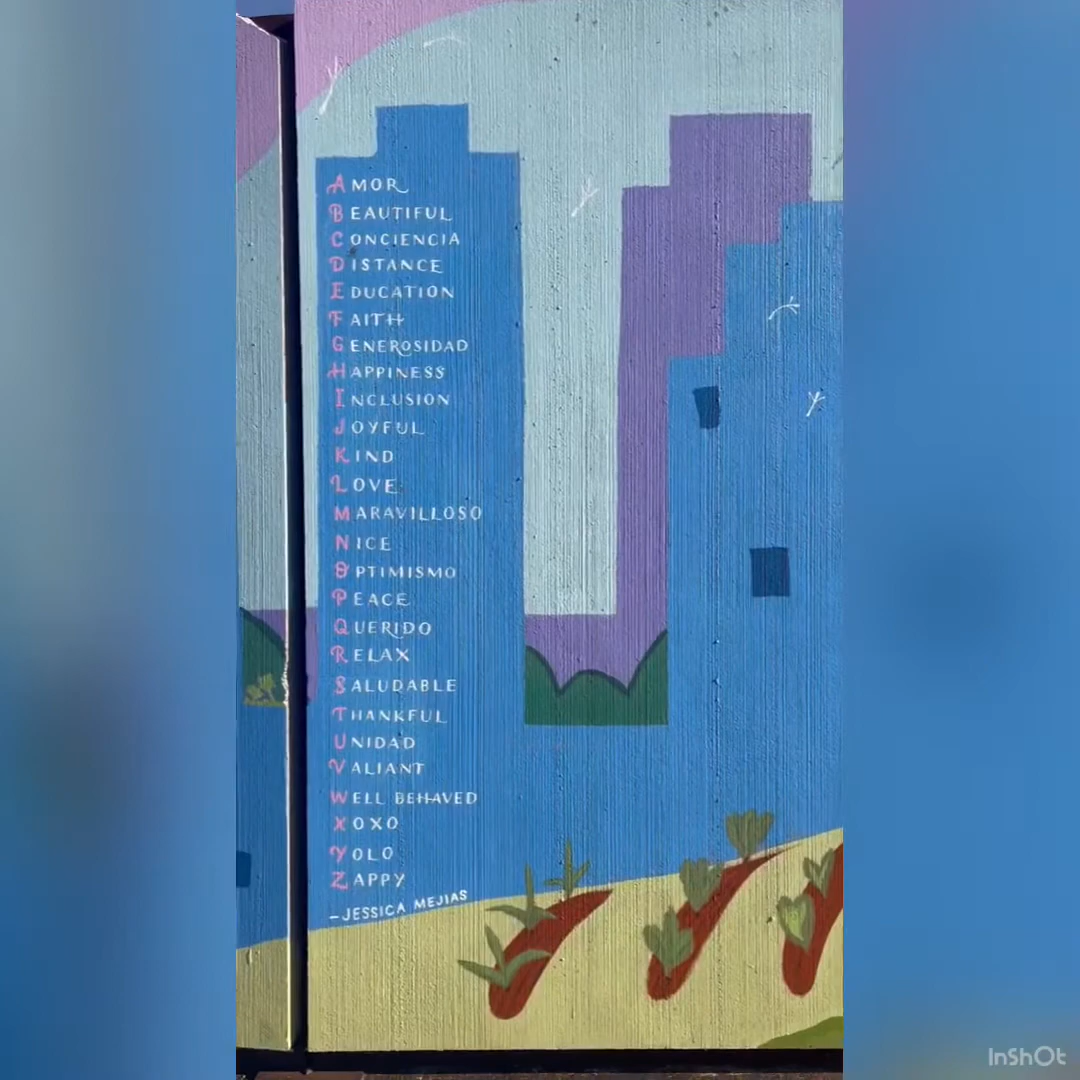 AMOR
BEAUTIFUL
CONCIENCIA
DISTANCE
EDUCATION
FAITH
GENEROSIDAD
HAPPINESS
INCLUSION
JOYFUL
KIND
LOVE
MARAVILLOSO
NICE
OPTIMISMO
PEACE
QUERIDO
RELAX
SALUDABLE
THANKFUL
UNIDAD
VALIANT
WELL BEHAVED
XOXO
YOLO
ZAPPY
-JESSICA MEJIAS
InShOt